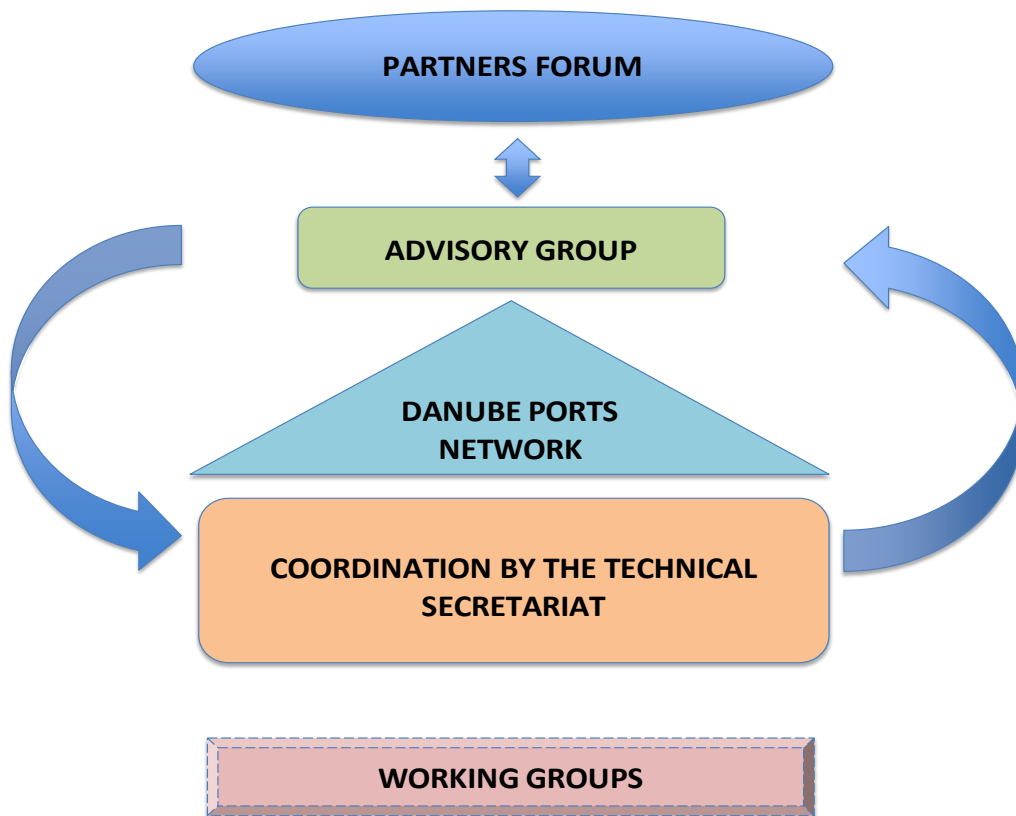 PARTNERS FORUM
ADVISORY GROUP
DANUBE PORTS
NETWORK
COORDINATION BY THE TECHNICAL
SECRETARIAT
WORKING GROUPS